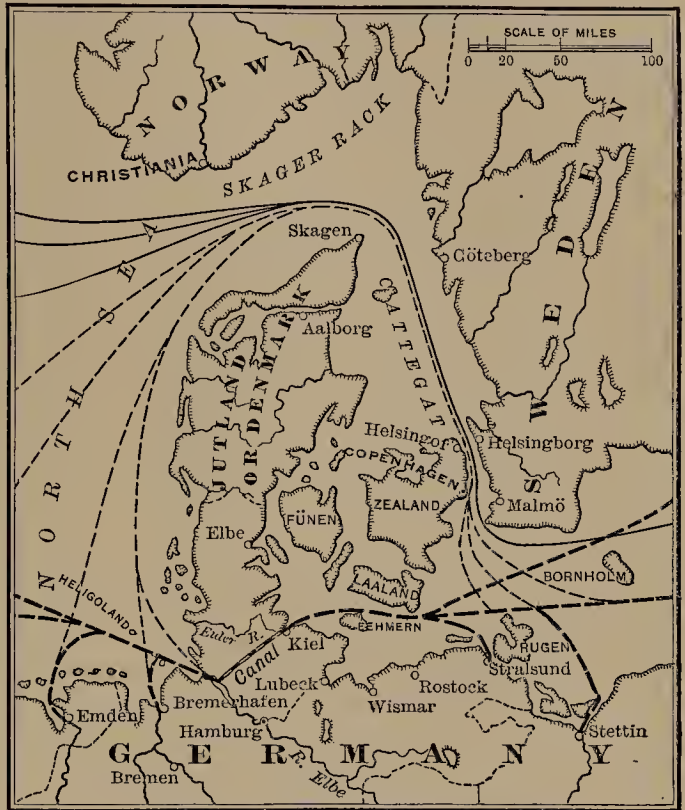 SCALE OF MILES
0 20 50 100
NORWAY
CHRISTIANIA
SKAGER RACK
SWEDEN
NORTH SEA
Skagen
Cöteberg
CATTEGAT
Aalborg
JUTLAND
OR DENMARK
Helsingof
Helsingborg
COPENHAGEN
ZEALAND
FÜNEN
Malmö
Elbe
LAALAND
BORNHOLM
HELIGOLAND
FEHMERN
Eider R.
Kiel
Canal
RUGEN
Stralsund
Lubeck
Rostock
Wismar
Bremerhafen
Emden
Hamburg
Stettin
GERMANY
R. Elbe
Bremen